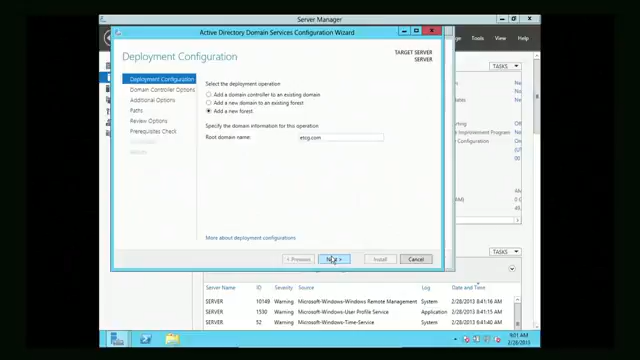 Server Manager
Active Directory Domain Services Configuration Wizard
Tools View Help
Deployment Configuration
TARGET SERVER
SERVER
TASKS
Deployment Configuration
Domain Controller Options
Additional Options
Paths
Review Options
Prerequisites Check
Select the deployment operation
Add a domain controller to an existing domain
Add a new domain to an existing forest
Add a new forest
Specify the domain information for this operation
Root domain name:
etcg.com
More about deployment configurations
< Previous
Next >
Install
Cancel
TASKS
Server Name ID Severity Source Log Date and Time
SERVER 10149 Warning Microsoft-Windows-Windows Remote Management System 2/28/2013 8:41:16 AM
SERVER 1530 Warning Microsoft-Windows-User Profile Service Application 2/28/2013 8:41:15 AM
SERVER 52 Warning Microsoft-Windows-Time-Service System 2/28/2013 8:41:14 AM
9:01 AM
2/28/2013